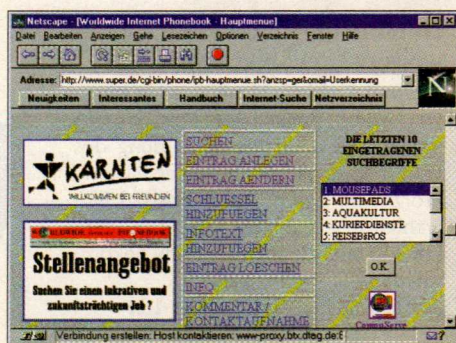 Netscape - [Worldwide Internet Phonebook - Hauptmenue]
Datei Bearbeiten Anzeigen Gehe Lesezeichen Optionen Verzeichnis Fenster Hilfe
Adresse: http://www.super.de/cgi-bin/phone/ipb-hauptmenue.sh?anzsp=ger&omail=Userkennung
Neuigkeiten Interessantes Handbuch Internet-Suche Netzverzeichnis
KÄRNTEN
WILLKOMMEN BEI FREUNDEN
Stellenangebot
Suchen Sie einen lukrativen und
zukunftsträchtigen Job ?
SUCHEN
EINTRAG ANLEGEN
EINTRAG AENDERN
SCHLUESSEL
HINZUFUEGEN
INFOTEXT
HINZUFUEGEN
EINTRAG LOESCHEN
INFO
KOMMENTAR /
KONTAKTAUFNAHME
DIE LETZTEN 10
EINGETRAGENEN
SUCHBEGRIFFE
1: MOUSEPADS
2: MULTIMEDIA
3: AQUAKULTUR
4: KURIERDIENSTE
5: REISEBüROS
O.K.
CompuServe
Verbindung erstellen: Host kontaktieren: www-proxy.btx.dtag.de: